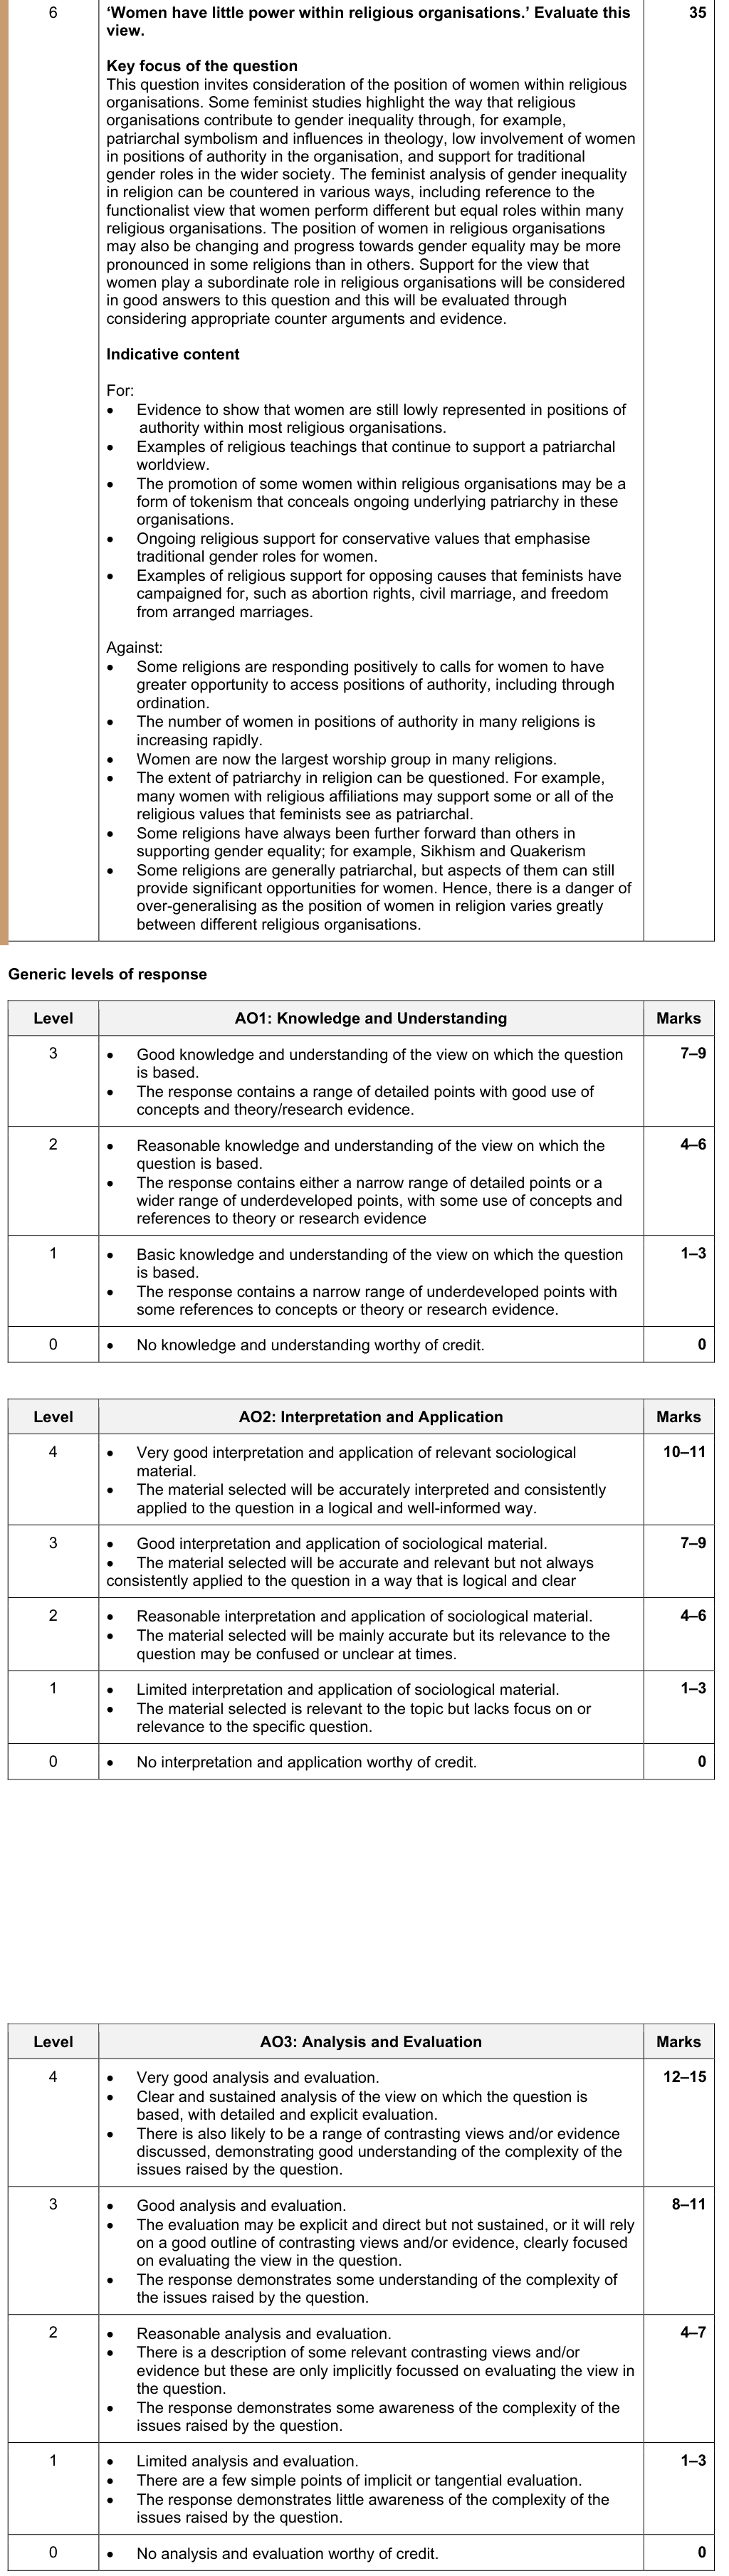 6 ‘Women have little power within religious organisations.’ Evaluate this 35
view.
Key focus of the question
This question invites consideration of the position of women within religious
organisations. Some feminist studies highlight the way that religious
organisations contribute to gender inequality through, for example,
patriarchal symbolism and influences in theology, low involvement of women
in positions of authority in the organisation, and support for traditional
gender roles in the wider society. The feminist analysis of gender inequality
in religion can be countered in various ways, including reference to the
functionalist view that women perform different but equal roles within many
religious organisations. The position of women in religious organisations
may also be changing and progress towards gender equality may be more
pronounced in some religions than in others. Support for the view that
women play a subordinate role in religious organisations will be considered
in good answers to this question and this will be evaluated through
considering appropriate counter arguments and evidence.
Indicative content
For:
• Evidence to show that women are still lowly represented in positions of
authority within most religious organisations.
• Examples of religious teachings that continue to support a patriarchal
worldview.
• The promotion of some women within religious organisations may be a
form of tokenism that conceals ongoing underlying patriarchy in these
organisations.
• Ongoing religious support for conservative values that emphasise
traditional gender roles for women.
• Examples of religious support for opposing causes that feminists have
campaigned for, such as abortion rights, civil marriage, and freedom
from arranged marriages.
Against:
• Some religions are responding positively to calls for women to have
greater opportunity to access positions of authority, including through
ordination.
• The number of women in positions of authority in many religions is
increasing rapidly.
• Women are now the largest worship group in many religions.
• The extent of patriarchy in religion can be questioned. For example,
many women with religious affiliations may support some or all of the
religious values that feminists see as patriarchal.
• Some religions have always been further forward than others in
supporting gender equality; for example, Sikhism and Quakerism
• Some religions are generally patriarchal, but aspects of them can still
provide significant opportunities for women. Hence, there is a danger of
over-generalising as the position of women in religion varies greatly
between different religious organisations.
Generic levels of response
Level AO1: Knowledge and Understanding Marks
3 • Good knowledge and understanding of the view on which the question 7–9
is based.
• The response contains a range of detailed points with good use of
concepts and theory/research evidence.
2 • Reasonable knowledge and understanding of the view on which the 4–6
question is based.
• The response contains either a narrow range of detailed points or a
wider range of underdeveloped points, with some use of concepts and
references to theory or research evidence
1 • Basic knowledge and understanding of the view on which the question 1–3
is based.
• The response contains a narrow range of underdeveloped points with
some references to concepts or theory or research evidence.
0 • No knowledge and understanding worthy of credit. 0
Level AO2: Interpretation and Application Marks
4 • Very good interpretation and application of relevant sociological 10–11
material.
• The material selected will be accurately interpreted and consistently
applied to the question in a logical and well-informed way.
3 • Good interpretation and application of sociological material. 7–9
• The material selected will be accurate and relevant but not always
consistently applied to the question in a way that is logical and clear
2 • Reasonable interpretation and application of sociological material. 4–6
• The material selected will be mainly accurate but its relevance to the
question may be confused or unclear at times.
1 • Limited interpretation and application of sociological material. 1–3
• The material selected is relevant to the topic but lacks focus on or
relevance to the specific question.
0 • No interpretation and application worthy of credit. 0
Level AO3: Analysis and Evaluation Marks
4 • Very good analysis and evaluation. 12–15
• Clear and sustained analysis of the view on which the question is
based, with detailed and explicit evaluation.
• There is also likely to be a range of contrasting views and/or evidence
discussed, demonstrating good understanding of the complexity of the
issues raised by the question.
3 • Good analysis and evaluation. 8–11
• The evaluation may be explicit and direct but not sustained, or it will rely
on a good outline of contrasting views and/or evidence, clearly focused
on evaluating the view in the question.
• The response demonstrates some understanding of the complexity of
the issues raised by the question.
2 • Reasonable analysis and evaluation. 4–7
• There is a description of some relevant contrasting views and/or
evidence but these are only implicitly focussed on evaluating the view in
the question.
• The response demonstrates some awareness of the complexity of the
issues raised by the question.
1 • Limited analysis and evaluation. 1–3
• There are a few simple points of implicit or tangential evaluation.
• The response demonstrates little awareness of the complexity of the
issues raised by the question.
0 • No analysis and evaluation worthy of credit. 0